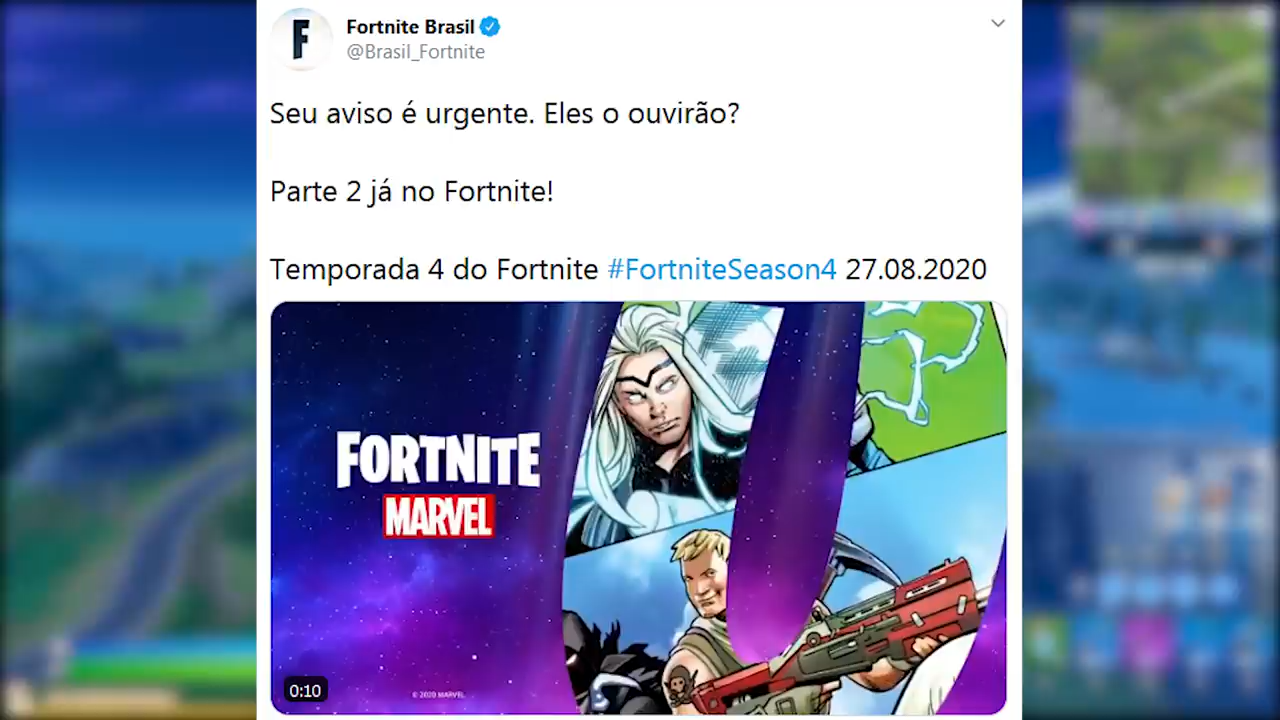 F
Fortnite Brasil
@Brasil_Fortnite
Seu aviso é urgente. Eles o ouvirão?
Parte 2 já no Fortnite!
Temporada 4 do Fortnite #FortniteSeason4 27.08.2020
FORTNITE
MARVEL
0:10
© 2020 MARVEL